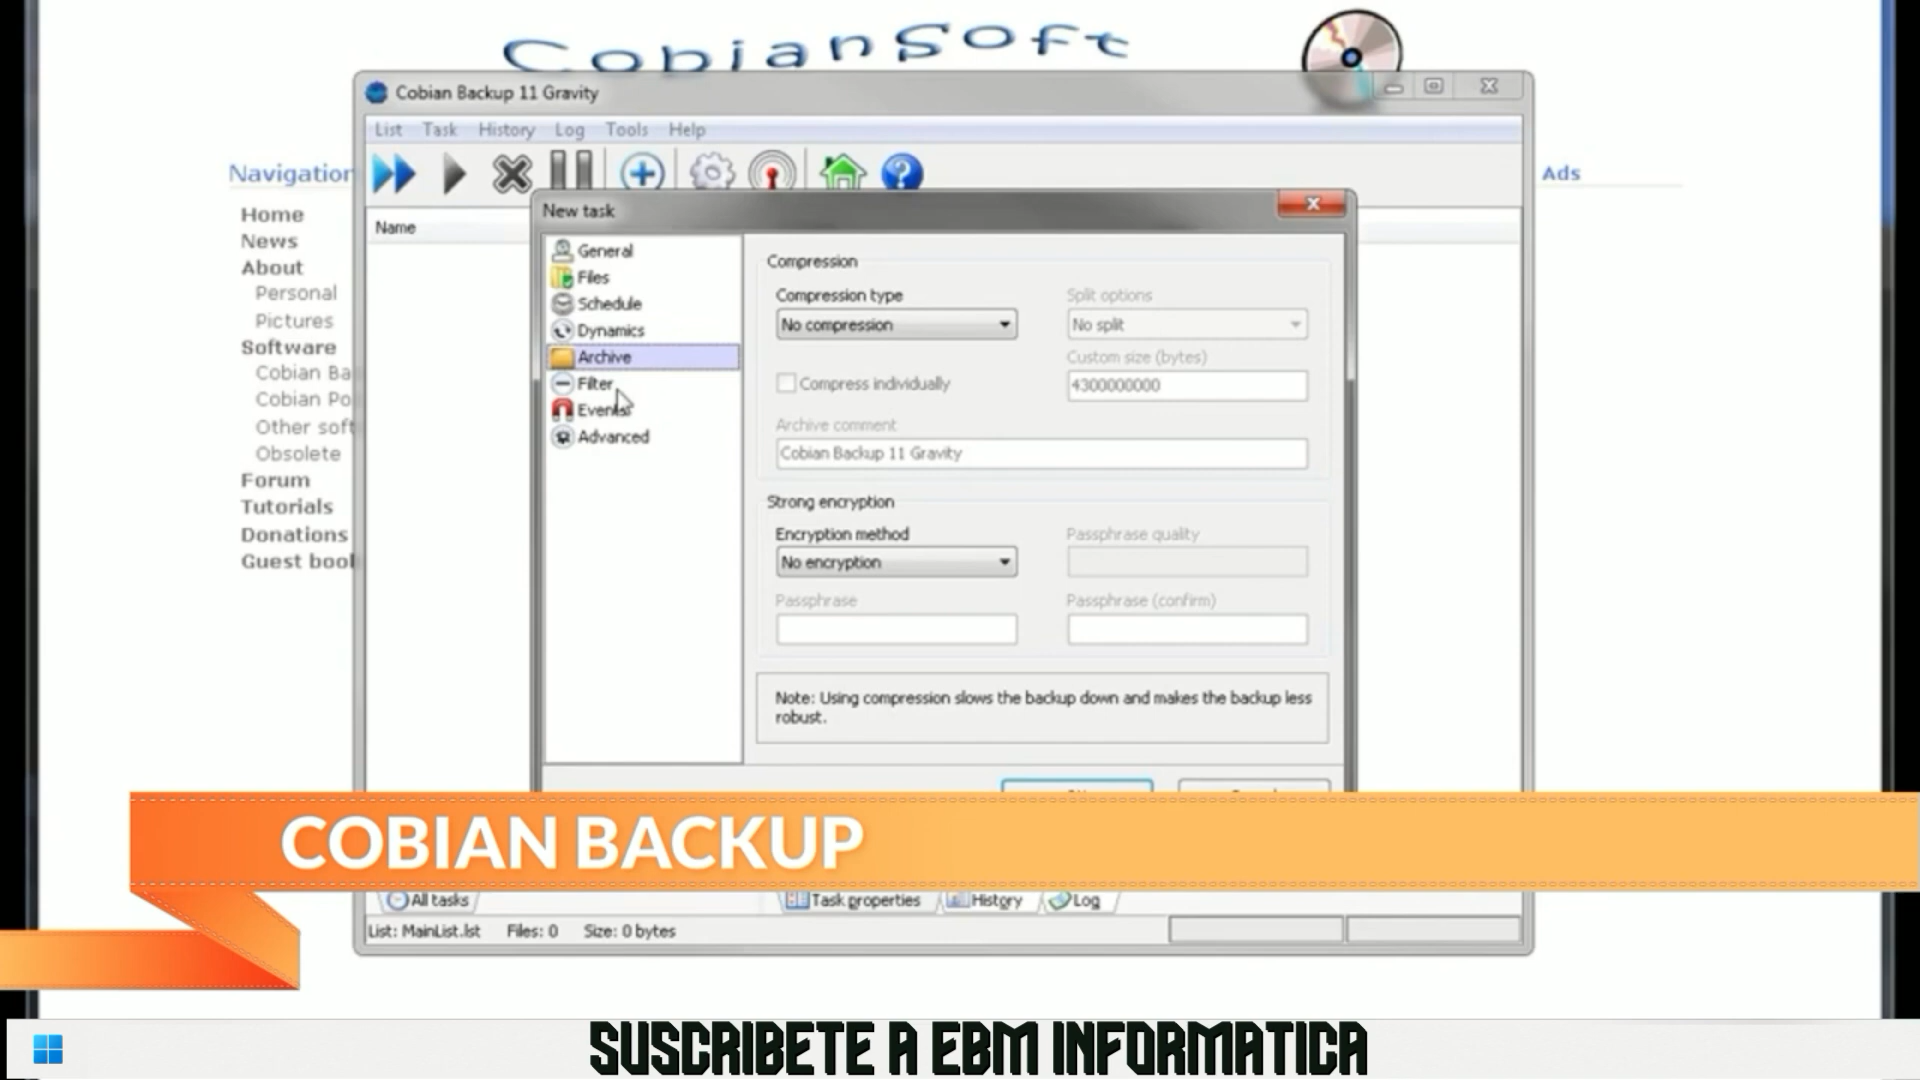 CobianSoft
Cobian Backup 11 Gravity
List Task History Log Tools Help
Navigation
Ads
Home
News
About
Personal
Pictures
Software
Cobian Ba
Cobian Po
Other soft
Obsolete
Forum
Tutorials
Donations
Guest book
Name
New task
General
Files
Schedule
Dynamics
Archive
Filter
Events
Advanced
Compression
Compression type
Split options
No compression
No split
Custom size (bytes)
Compress individually
4300000000
Archive comment
Cobian Backup 11 Gravity
Strong encryption
Encryption method
Passphrase quality
No encryption
Passphrase
Passphrase (confirm)
Note: Using compression slows the backup down and makes the backup less
robust.
COBIAN BACKUP
All tasks
Task properties
History
Log
List: MainList.lst Files: 0 Size: 0 bytes
SUSCRIBETE A EBM INFORMATICA